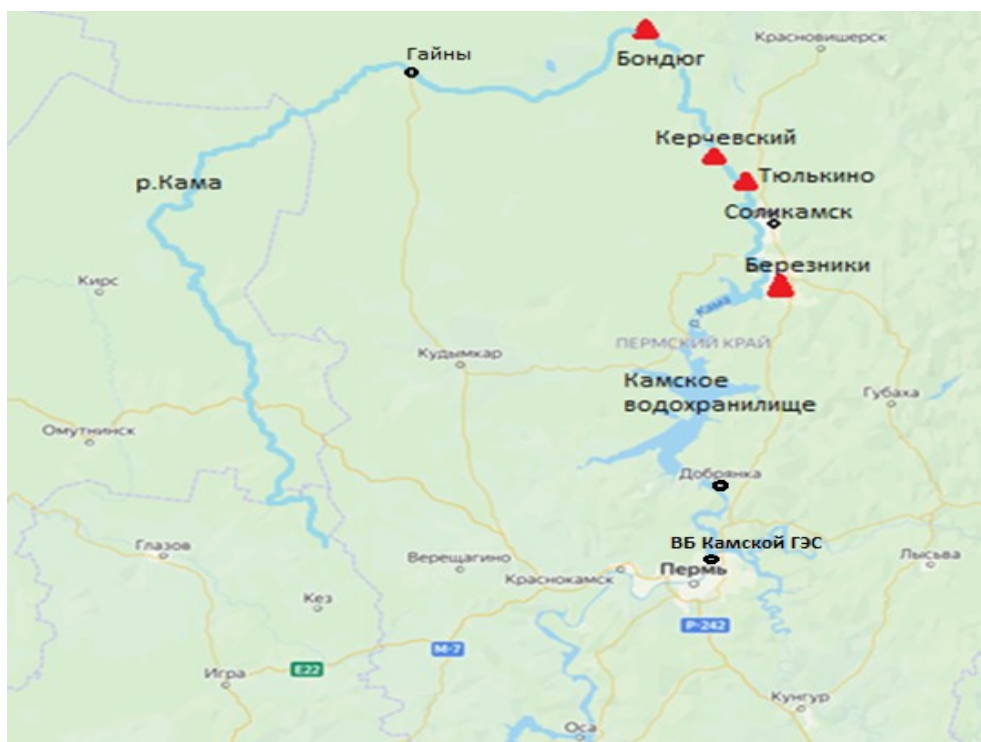 Гайны
Бондюг
Красновишерск
Керчевский
р.Кама
Тюлькино
Соликамск
Березники
Кирс
р. Кама
ПЕРМСКИЙ КРАЙ
Кудымкар
Камское
водохранилище
Губаха
Омутнинск
Добрянка
Глазов
Верещагино
ВБ Камской ГЭС
Лысьва
Краснокамск
Пермь
Кез
Р-242
М-7
Е22
Игра
Кунгур
Оса